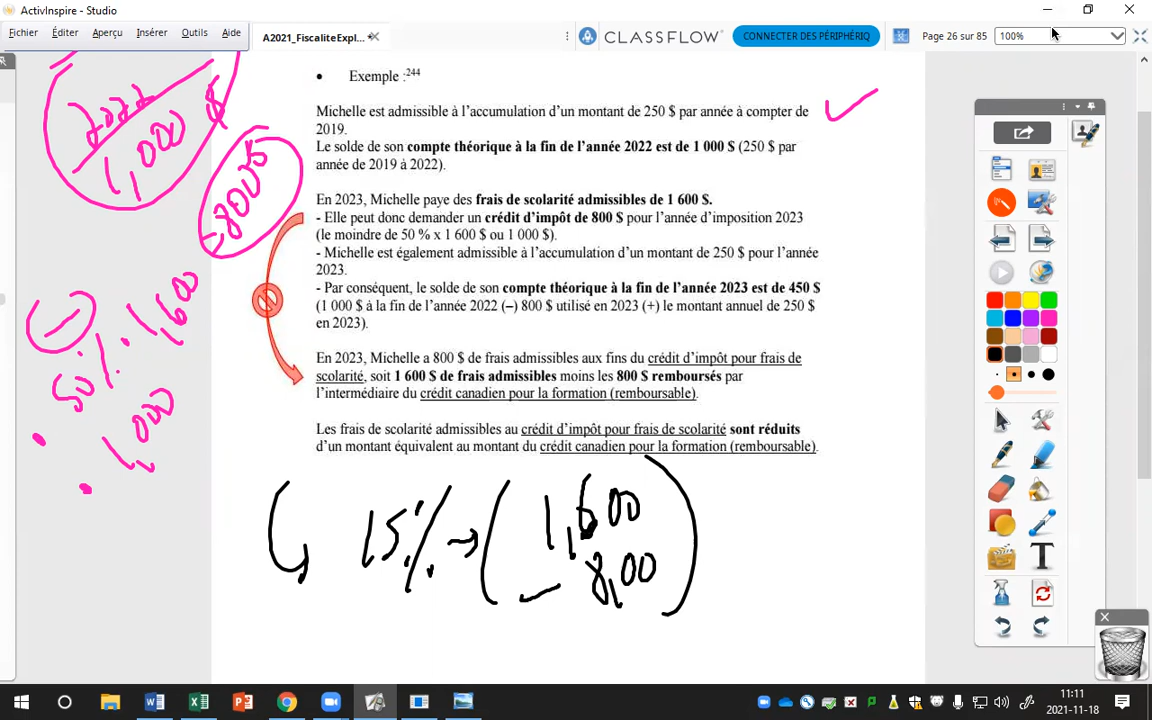 ActivInspire - Studio
Fichier Éditer Aperçu Insérer Outils Aide
A2021_FiscaliteExpl...
CLASSFLOW
CONNECTER DES PÉRIPHÉRIQ
Page 26 sur 85
100%
• Exemple :244
Michelle est admissible à l’accumulation d’un montant de 250 $ par année à compter de
2019.
Le solde de son compte théorique à la fin de l’année 2022 est de 1 000 $ (250 $ par
année de 2019 à 2022).
En 2023, Michelle paye des frais de scolarité admissibles de 1 600 $.
- Elle peut donc demander un crédit d’impôt de 800 $ pour l’année d’imposition 2023
(le moindre de 50 % x 1 600 $ ou 1 000 $).
- Michelle est également admissible à l’accumulation d’un montant de 250 $ pour l’année
2023.
- Par conséquent, le solde de son compte théorique à la fin de l’année 2023 est de 450 $
(1 000 $ à la fin de l’année 2022 (–) 800 $ utilisé en 2023 (+) le montant annuel de 250 $
en 2023).
En 2023, Michelle a 800 $ de frais admissibles aux fins du crédit d’impôt pour frais de
scolarité, soit 1 600 $ de frais admissibles moins les 800 $ remboursés par
l’intermédiaire du crédit canadien pour la formation (remboursable).
Les frais de scolarité admissibles au crédit d’impôt pour frais de scolarité sont réduits
d’un montant équivalent au montant du crédit canadien pour la formation (remboursable).
2022
1,000 $
-800$
50%. 1,600
1,000
15% → ( 1,600
- 8,00 )
11:11
2021-11-18